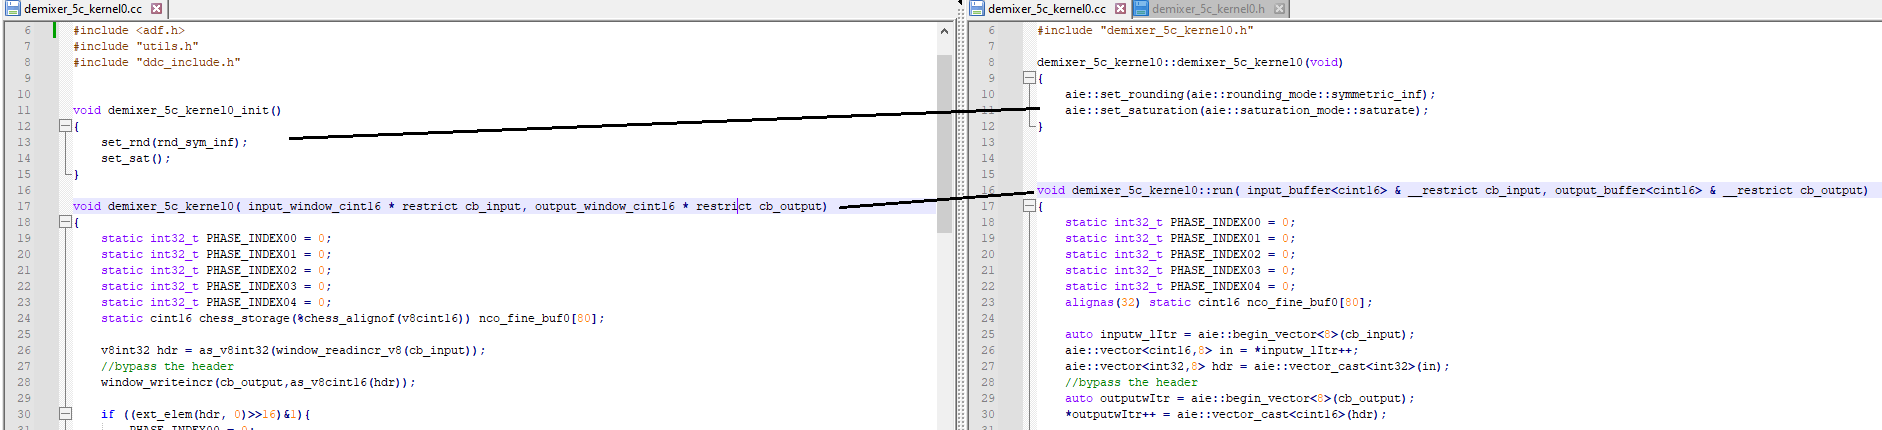 demixer_5c_kernel0.cc
6 #include <adf.h>
7 #include "utils.h"
8 #include "ddc_include.h"
9
10
11 void demixer_5c_kernel0_init()
12 {
13 set_rnd(rnd_sym_inf);
14 set_sat();
15 }
16
17 void demixer_5c_kernel0( input_window_cint16 * restrict cb_input, output_window_cint16 * restrict cb_output)
18 {
19 static int32_t PHASE_INDEX00 = 0;
20 static int32_t PHASE_INDEX01 = 0;
21 static int32_t PHASE_INDEX02 = 0;
22 static int32_t PHASE_INDEX03 = 0;
23 static int32_t PHASE_INDEX04 = 0;
24 static cint16 chess_storage(%chess_alignof(v8cint16)) nco_fine_buf0[80];
25
26 v8int32 hdr = as_v8int32(window_readincr_v8(cb_input));
27 //bypass the header
28 window_writeincr(cb_output,as_v8cint16(hdr));
29
30 if ((ext_elem(hdr, 0)>>16)&1){
31 PHASE_INDEX00 = 0;
demixer_5c_kernel0.cc demixer_5c_kernel0.h
6 #include "demixer_5c_kernel0.h"
7
8 demixer_5c_kernel0::demixer_5c_kernel0(void)
9 {
10 aie::set_rounding(aie::rounding_mode::symmetric_inf);
11 aie::set_saturation(aie::saturation_mode::saturate);
12 }
13
14
15
16 void demixer_5c_kernel0::run( input_buffer<cint16> & __restrict cb_input, output_buffer<cint16> & __restrict cb_output)
17 {
18 static int32_t PHASE_INDEX00 = 0;
19 static int32_t PHASE_INDEX01 = 0;
20 static int32_t PHASE_INDEX02 = 0;
21 static int32_t PHASE_INDEX03 = 0;
22 static int32_t PHASE_INDEX04 = 0;
23 alignas(32) static cint16 nco_fine_buf0[80];
24
25 auto inputw_lItr = aie::begin_vector<8>(cb_input);
26 aie::vector<cint16,8> in = *inputw_lItr++;
27 aie::vector<int32,8> hdr = aie::vector_cast<int32>(in);
28 //bypass the header
29 auto outputwItr = aie::begin_vector<8>(cb_output);
30 *outputwItr++ = aie::vector_cast<cint16>(hdr);